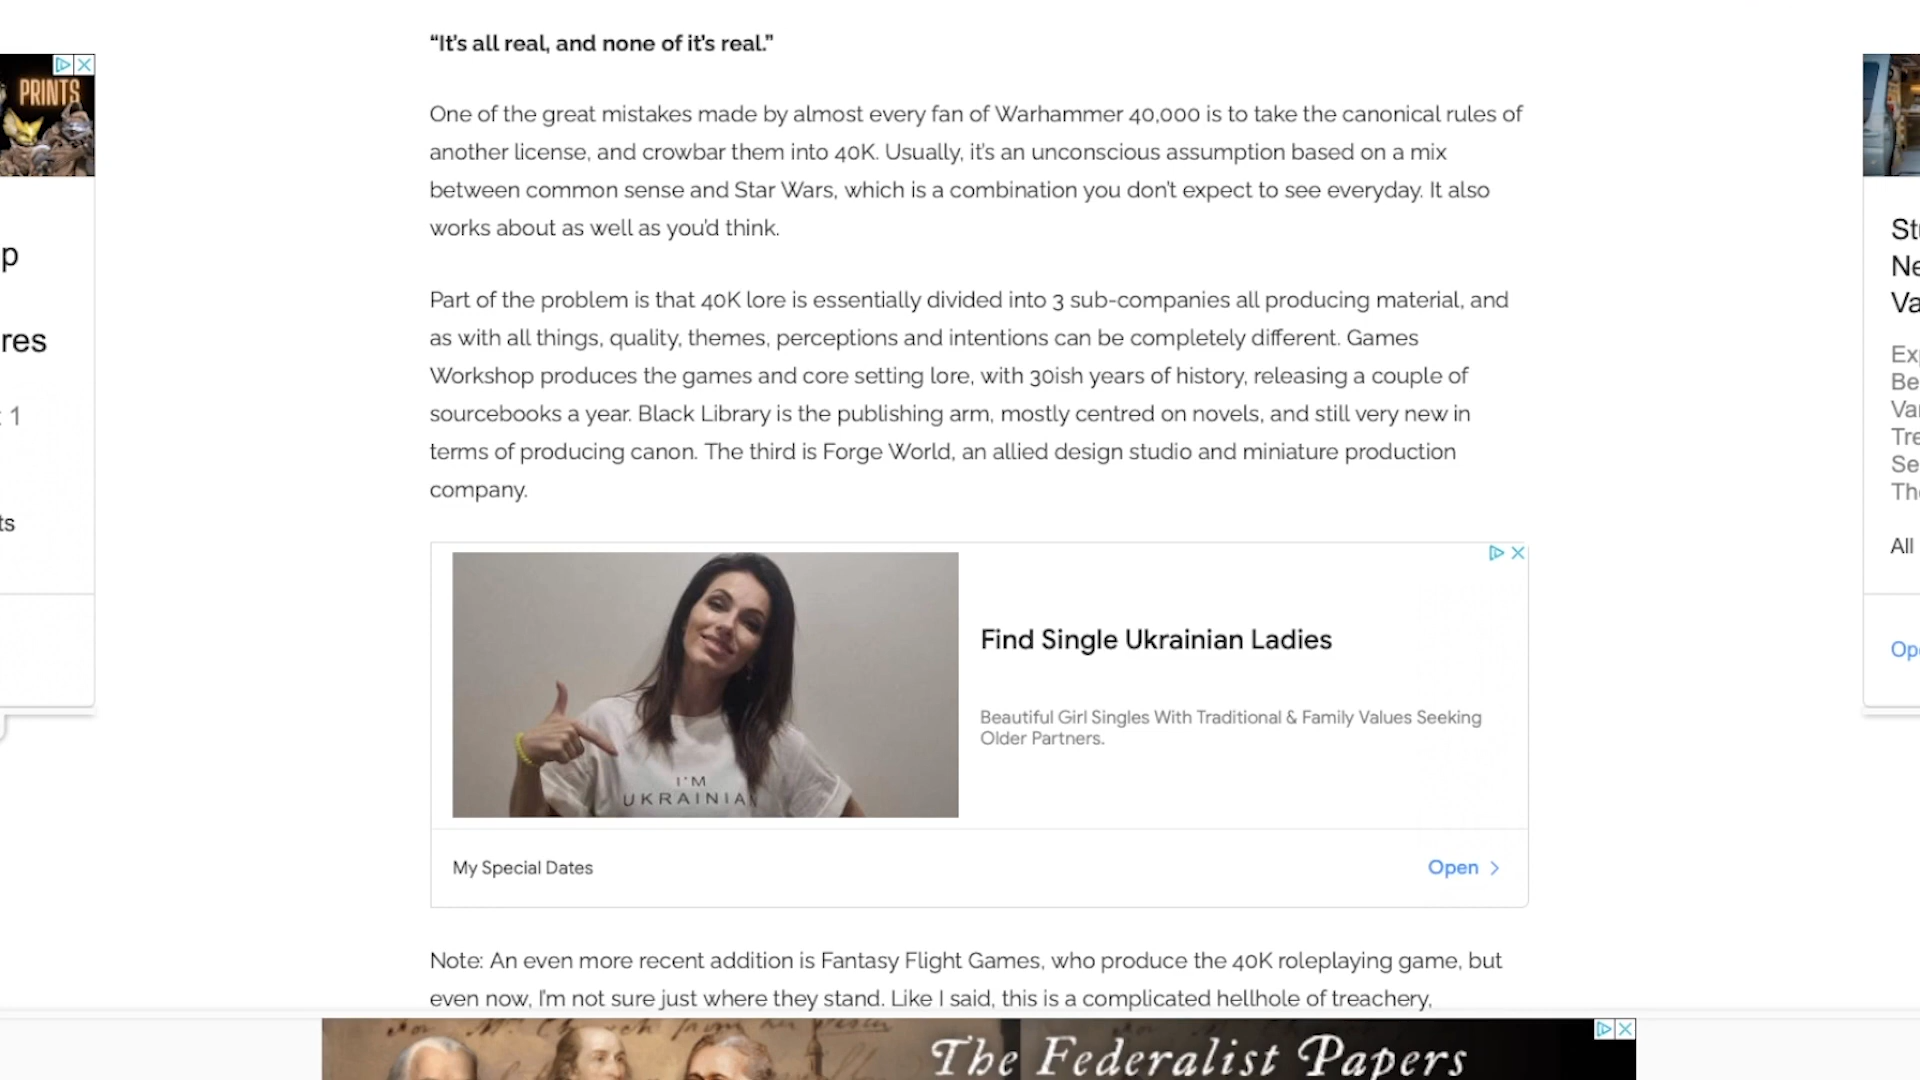 “It’s all real, and none of it’s real.”
PRINTS
One of the great mistakes made by almost every fan of Warhammer 40,000 is to take the canonical rules of
another license, and crowbar them into 40K. Usually, it’s an unconscious assumption based on a mix
between common sense and Star Wars, which is a combination you don’t expect to see everyday. It also
works about as well as you’d think.
Part of the problem is that 40K lore is essentially divided into 3 sub-companies all producing material, and
as with all things, quality, themes, perceptions and intentions can be completely different. Games
Workshop produces the games and core setting lore, with 30ish years of history, releasing a couple of
sourcebooks a year. Black Library is the publishing arm, mostly centred on novels, and still very new in
terms of producing canon. The third is Forge World, an allied design studio and miniature production
company.
p
res
1
ts
St
Ne
Va
Ex
Be
Var
Tre
Se
The
All
Ope
Find Single Ukrainian Ladies
Beautiful Girl Singles With Traditional & Family Values Seeking
Older Partners.
I'M
UKRAINIA
My Special Dates
Open
Note: An even more recent addition is Fantasy Flight Games, who produce the 40K roleplaying game, but
even now, I’m not sure just where they stand. Like I said, this is a complicated hellhole of treachery,
The Federalist Papers